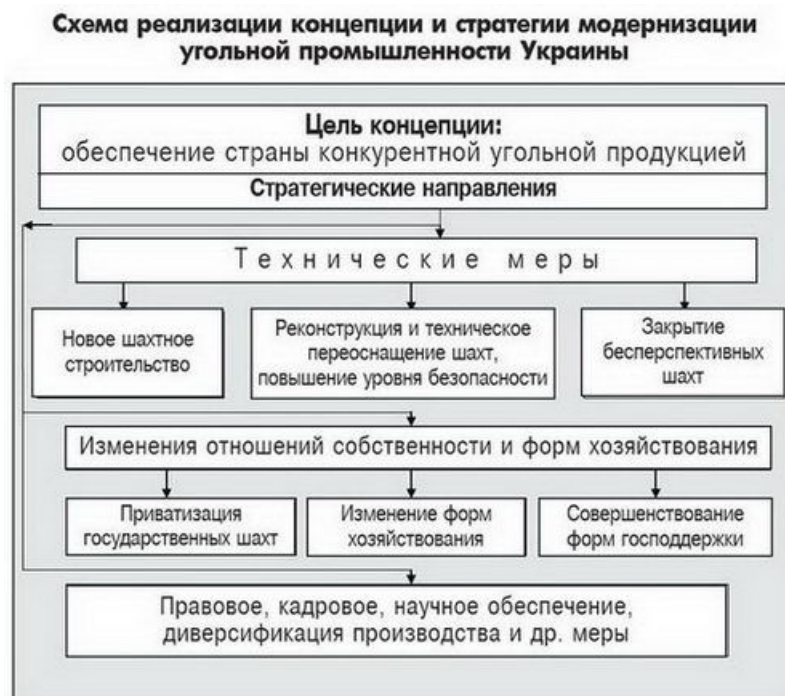 Схема реализации концепции и стратегии модернизации
угольной промышленности Украины
Цель концепции:
обеспечение страны конкурентной угольной продукцией
Стратегические направления
Технические меры
Новое шахтное
строительство
Реконструкция и техническое
переоснащение шахт,
повышение уровня безопасности
Закрытие
бесперспективных
шахт
Изменения отношений собственности и форм хозяйствования
Приватизация
государственных шахт
Изменение форм
хозяйствования
Совершенствование
форм господдержки
Правовое, кадровое, научное обеспечение,
диверсификация производства и др. меры